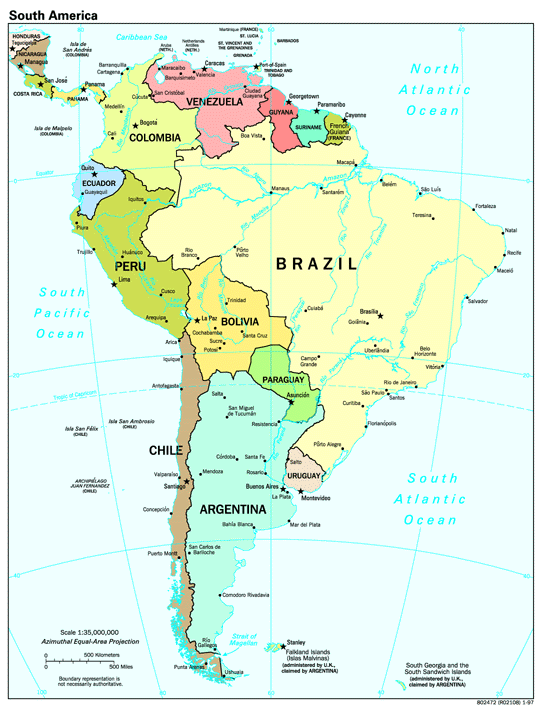 South America
HONDURAS
Tegucigalpa
NICARAGUA
Managua
San José
COSTA RICA
Panama
PANAMA
Isla de
San Andrés
(COLOMBIA)
Isla de Malpelo
(COLOMBIA)
Caribbean Sea
Aruba
(NETH.)
Netherlands
Antilles
(NETH.)
Martinique (FRANCE)
ST. LUCIA
ST. VINCENT AND
THE GRENADINES
GRENADA
BARBADOS
Port-of-Spain
TRINIDAD AND
TOBAGO
North
Atlantic
Ocean
Barranquilla
Cartagena
Maracaibo
Barquisimeto
Caracas
Valencia
Cúcuta
San Cristobal
Ciudad
Guayana
VENEZUELA
Georgetown
GUYANA
Paramaribo
SURINAME
Cayenne
French
Guiana
(FRANCE)
Medellín
Bogotá
Cali
COLOMBIA
Boa Vista
Macapá
Equator
Quito
ECUADOR
Guayaquil
Iquitos
Amazon
Manaus
Amazon
Santarém
Belém
São Luís
Fortaleza
Teresina
Natal
Recife
Maceió
Salvador
Piura
Trujillo
Huánuco
PERU
Lima
Cusco
Arequipa
Rio
Branco
Pôrto
Velho
BRAZIL
South
Pacific
Ocean
Trinidad
La Paz
BOLIVIA
Cochabamba
Santa Cruz
Sucre
Potosí
Cuiabá
Brasília
Goiânia
Uberlândia
Belo
Horizonte
Vitória
Campo
Grande
Rio de Janeiro
São Paulo
Santos
Curitiba
Florianópolis
Pôrto Alegre
Arica
Iquique
Antofagasta
Tropic of Capricorn
PARAGUAY
Asunción
Salta
San Miguel
de Tucumán
Resistencia
Isla San Félix
(CHILE)
Isla San Ambrosio
(CHILE)
CHILE
ARCHIPIÉLAGO
JUAN FERNÁNDEZ
(CHILE)
Valparaíso
Santiago
Concepción
Puerto Montt
Córdoba
Santa Fe
Mendoza
Rosario
Salto
URUGUAY
Buenos Aires
La Plata
Montevideo
ARGENTINA
Bahía Blanca
Mar del Plata
San Carlos de
Bariloche
Comodoro Rivadavia
South
Atlantic
Ocean
Strait of
Magellan
Río
Gallegos
Punta Arenas
Ushuaia
Stanley
Falkland Islands
(Islas Malvinas)
(administered by U.K.,
claimed by ARGENTINA)
South Georgia and the
South Sandwich Islands
(administered by U.K.,
claimed by ARGENTINA)
Scale 1:35,000,000
Azimuthal Equal-Area Projection
0
500 Kilometers
0
500 Miles
Boundary representation is
not necessarily authoritative.
802472 (R02108) 1-97